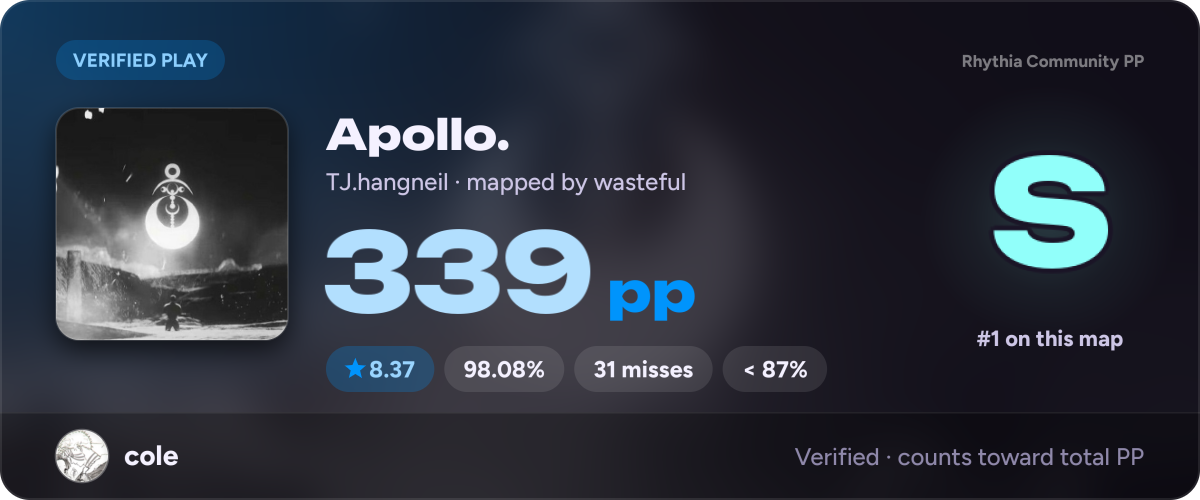 VERIFIED PLAY
Rhythia Community PP
Apollo.
TJ.hangneil · mapped by wasteful
339 pp
S
#1 on this map
★8.37 98.08% 31 misses < 87%
cole
Verified · counts toward total PP